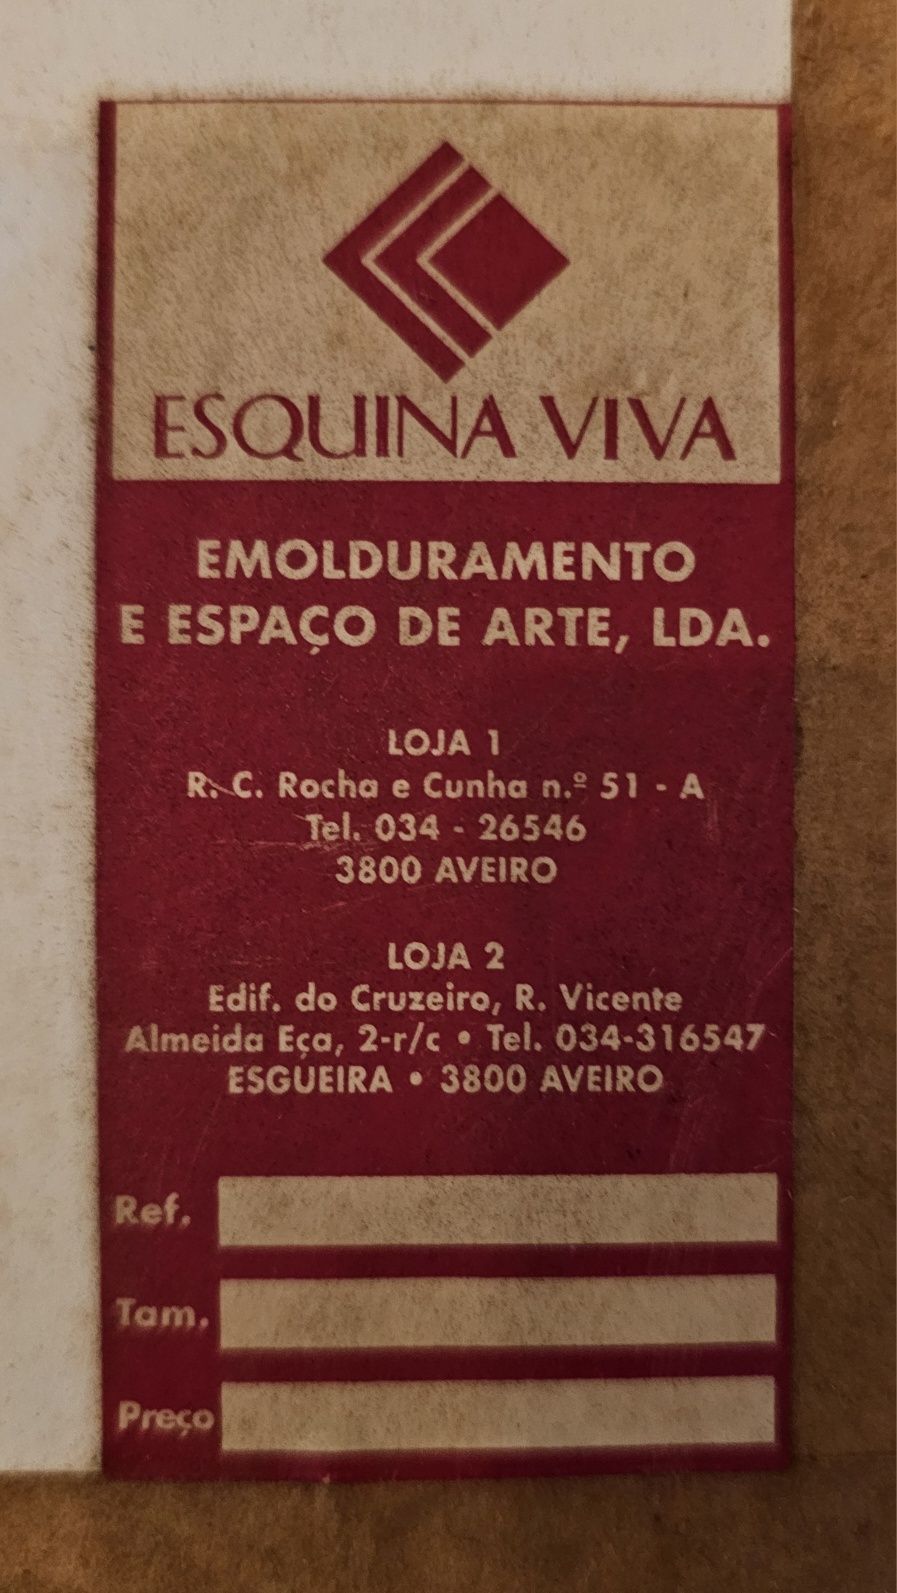 ESQUINA VIVA
EMOLDURAMENTO
E ESPAÇO DE ARTE, LDA.
LOJA 1
R. C. Rocha e Cunha n.º 51 - A
Tel. 034 - 26546
3800 AVEIRO
LOJA 2
Edif. do Cruzeiro, R. Vicente
Almeida Eça, 2-r/c • Tel. 034-316547
ESGUEIRA • 3800 AVEIRO
Ref.
Tam.
Preço